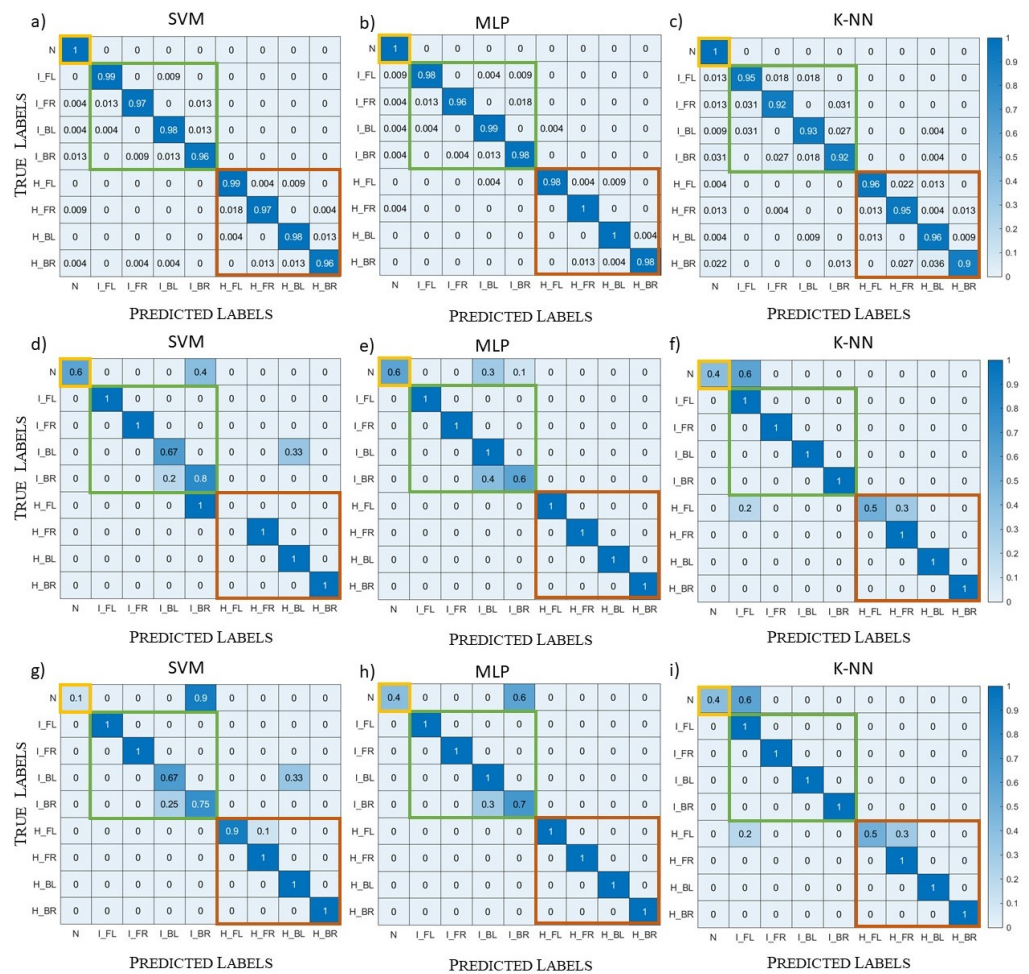 a) SVM
TRUE LABELS
N 1 0 0 0 0 0 0 0 0
I_FL 0 0.99 0 0.009 0 0 0 0 0
I_FR 0.004 0.013 0.97 0 0.013 0 0 0 0
I_BL 0.004 0.004 0 0.98 0.013 0 0 0 0
I_BR 0.013 0 0.009 0.013 0.96 0 0 0 0
H_FL 0 0 0 0 0 0.99 0.004 0.009 0
H_FR 0.009 0 0 0 0 0.018 0.97 0 0.004
H_BL 0 0 0 0 0 0.004 0 0.98 0.013
H_BR 0 0.004 0.004 0.004 0 0 0.013 0.013 0.96
N I_FL I_FR I_BL I_BR H_FL H_FR H_BL H_BR
PREDICTED LABELS
b) MLP
N 1 0 0 0 0 0 0 0 0
I_FL 0.009 0.98 0 0.004 0.009 0 0 0 0
I_FR 0.004 0.013 0.96 0 0.018 0 0 0 0
I_BL 0.004 0.004 0 0.99 0 0.004 0 0 0
I_BR 0.004 0 0.004 0.013 0.98 0 0 0 0
H_FL 0 0 0 0.004 0 0.98 0.004 0.009 0
H_FR 0.004 0 0 0 0 0 1 0 0
H_BL 0 0 0 0 0 0 0 1 0.004
H_BR 0 0 0 0 0 0 0.013 0.004 0.98
N I_FL I_FR I_BL I_BR H_FL H_FR H_BL H_BR
PREDICTED LABELS
c) K-NN
N 1 0 0 0 0 0 0 0 0
I_FL 0.013 0.95 0.018 0.018 0 0 0 0 0
I_FR 0.013 0.031 0.92 0 0.031 0 0 0 0
I_BL 0.009 0.031 0 0.93 0.027 0 0 0.004 0
I_BR 0.031 0 0.027 0.018 0.92 0 0 0.004 0
H_FL 0.004 0 0 0 0 0.96 0.022 0.013 0
H_FR 0.013 0 0.004 0 0 0.013 0.95 0.004 0.013
H_BL 0.004 0 0 0.009 0 0.013 0 0.96 0.009
H_BR 0.022 0 0 0 0.013 0 0.027 0.036 0.9
N I_FL I_FR I_BL I_BR H_FL H_FR H_BL H_BR
PREDICTED LABELS
1
0.9
0.8
0.7
0.6
0.5
0.4
0.3
0.2
0.1
0
d) SVM
TRUE LABELS
N 0.6 0 0 0 0.4 0 0 0 0
I_FL 0 1 0 0 0 0 0 0 0
I_FR 0 0 1 0 0 0 0 0 0
I_BL 0 0 0 0.67 0 0 0 0.33 0
I_BR 0 0 0 0.2 0.8 0 0 0 0
H_FL 0 0 0 0 1 0 0 0 0
H_FR 0 0 0 0 0 0 1 0 0
H_BL 0 0 0 0 0 0 0 1 0
H_BR 0 0 0 0 0 0 0 0 1
N I_FL I_FR I_BL I_BR H_FL H_FR H_BL H_BR
PREDICTED LABELS
e) MLP
N 0.6 0 0 0.3 0.1 0 0 0 0
I_FL 0 1 0 0 0 0 0 0 0
I_FR 0 0 1 0 0 0 0 0 0
I_BL 0 0 0 1 0 0 0 0 0
I_BR 0 0 0 0.4 0.6 0 0 0 0
H_FL 0 0 0 0 0 1 0 0 0
H_FR 0 0 0 0 0 0 1 0 0
H_BL 0 0 0 0 0 0 0 1 0
H_BR 0 0 0 0 0 0 0 0 1
N I_FL I_FR I_BL I_BR H_FL H_FR H_BL H_BR
PREDICTED LABELS
f) K-NN
N 0.4 0.6 0 0 0 0 0 0 0
I_FL 0 1 0 0 0 0 0 0 0
I_FR 0 0 1 0 0 0 0 0 0
I_BL 0 0 0 1 0 0 0 0 0
I_BR 0 0 0 0 1 0 0 0 0
H_FL 0 0.2 0 0 0 0.5 0.3 0 0
H_FR 0 0 0 0 0 0 1 0 0
H_BL 0 0 0 0 0 0 0 1 0
H_BR 0 0 0 0 0 0 0 0 1
N I_FL I_FR I_BL I_BR H_FL H_FR H_BL H_BR
PREDICTED LABELS
1
0.9
0.8
0.7
0.6
0.5
0.4
0.3
0.2
0.1
0
g) SVM
TRUE LABELS
N 0.1 0 0 0 0.9 0 0 0 0
I_FL 0 1 0 0 0 0 0 0 0
I_FR 0 0 1 0 0 0 0 0 0
I_BL 0 0 0 0.67 0 0 0 0.33 0
I_BR 0 0 0 0.25 0.75 0 0 0 0
H_FL 0 0 0 0 0 0.9 0.1 0 0
H_FR 0 0 0 0 0 0 1 0 0
H_BL 0 0 0 0 0 0 0 1 0
H_BR 0 0 0 0 0 0 0 0 1
N I_FL I_FR I_BL I_BR H_FL H_FR H_BL H_BR
PREDICTED LABELS
h) MLP
N 0.4 0 0 0 0.6 0 0 0 0
I_FL 0 1 0 0 0 0 0 0 0
I_FR 0 0 1 0 0 0 0 0 0
I_BL 0 0 0 1 0 0 0 0 0
I_BR 0 0 0 0.3 0.7 0 0 0 0
H_FL 0 0 0 0 0 1 0 0 0
H_FR 0 0 0 0 0 0 1 0 0
H_BL 0 0 0 0 0 0 0 1 0
H_BR 0 0 0 0 0 0 0 0 1
N I_FL I_FR I_BL I_BR H_FL H_FR H_BL H_BR
PREDICTED LABELS
i) K-NN
N 0.4 0.6 0 0 0 0 0 0 0
I_FL 0 1 0 0 0 0 0 0 0
I_FR 0 0 1 0 0 0 0 0 0
I_BL 0 0 0 1 0 0 0 0 0
I_BR 0 0 0 0 1 0 0 0 0
H_FL 0 0.2 0 0 0 0.5 0.3 0 0
H_FR 0 0 0 0 0 0 1 0 0
H_BL 0 0 0 0 0 0 0 1 0
H_BR 0 0 0 0 0 0 0 0 1
N I_FL I_FR I_BL I_BR H_FL H_FR H_BL H_BR
PREDICTED LABELS
1
0.9
0.8
0.7
0.6
0.5
0.4
0.3
0.2
0.1
0